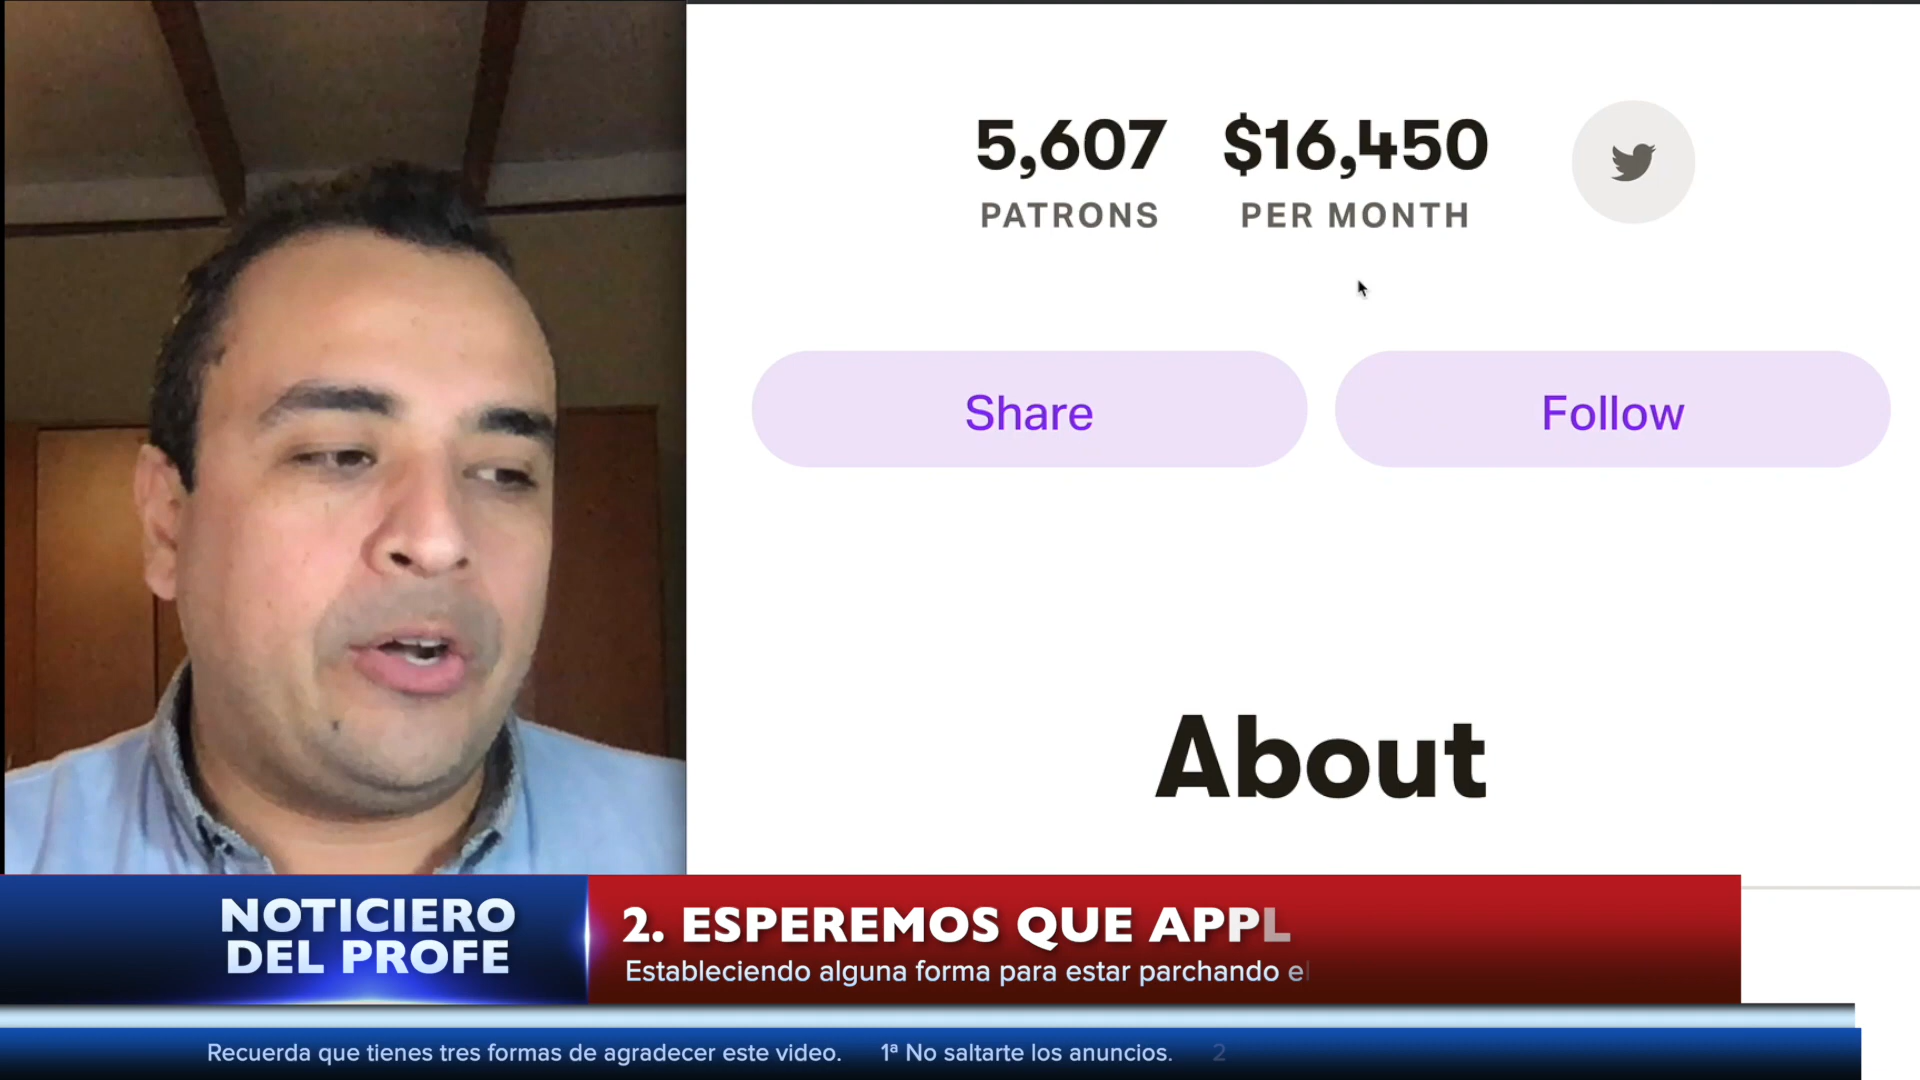 5,607
$16,450
PATRONS
PER MONTH
Share
Follow
About
NOTICIERO
DEL PROFE
2. ESPEREMOS QUE APPL
Estableciendo alguna forma para estar parchando el
Recuerda que tienes tres formas de agradecer este video. 1ª No saltarte los anuncios. 2